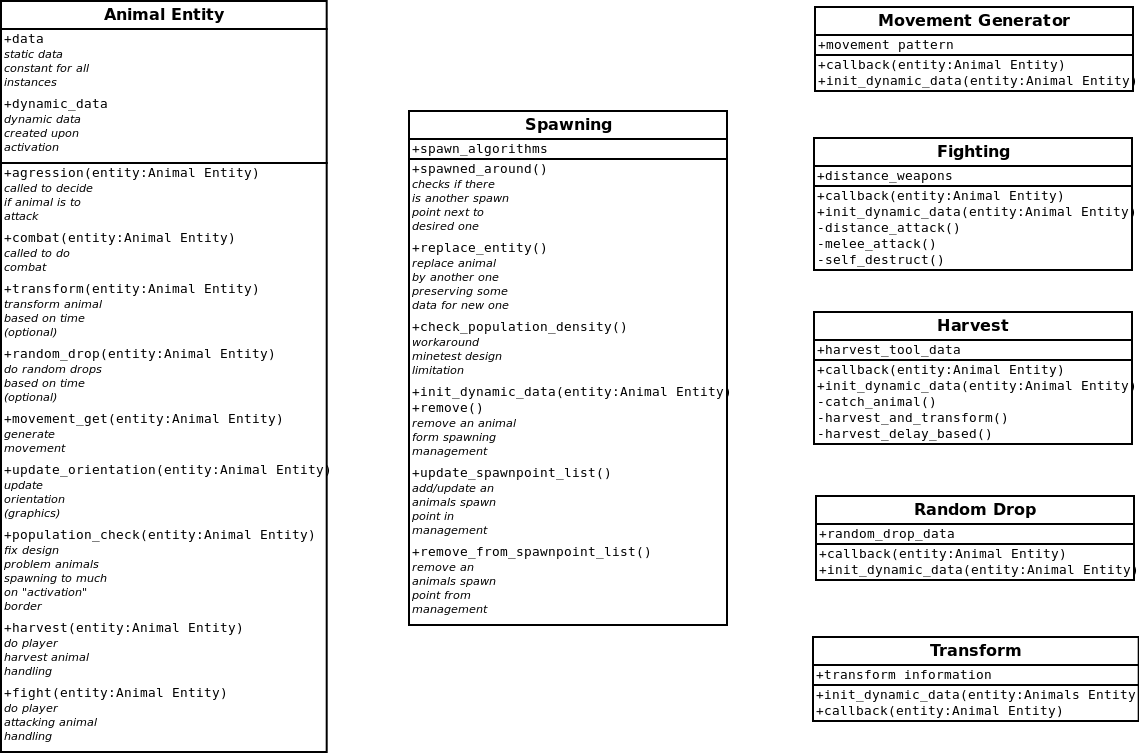 Animal Entity
+data
static data
constant for all
instances
+dynamic_data
dynamic data
created upon
activation
+agression(entity:Animal Entity)
called to decide
if animal is to
attack
+combat(entity:Animal Entity)
called to do
combat
+transform(entity:Animal Entity)
transform animal
based on time
(optional)
+random_drop(entity:Animal Entity)
do random drops
based on time
(optional)
+movement_get(entity:Animal Entity)
generate
movement
+update_orientation(entity:Animal Entity)
update
orientation
(graphics)
+population_check(entity:Animal Entity)
fix design
problem animals
spawning to much
on "activation"
border
+harvest(entity:Animal Entity)
do player
harvest animal
handling
+fight(entity:Animal Entity)
do player
attacking animal
handling
Spawning
+spawn_algorithms
+spawned_around()
checks if there
is another spawn
point next to
desired one
+replace_entity()
replace animal
by another one
preserving some
data for new one
+check_population_density()
workaround
minetest design
limitation
+init_dynamic_data(entity:Animal Entity)
+remove()
remove an animal
form spawning
management
+update_spawnpoint_list()
add/update an
animals spawn
point in
management
+remove_from_spawnpoint_list()
remove an
animals spawn
point from
management
Movement Generator
+movement pattern
+callback(entity:Animal Entity)
+init_dynamic_data(entity:Animal Entity)
Fighting
+distance_weapons
+callback(entity:Animal Entity)
+init_dynamic_data(entity:Animal Entity)
-distance_attack()
-melee_attack()
-self_destruct()
Harvest
+harvest_tool_data
+callback(entity:Animal Entity)
+init_dynamic_data(entity:Animal Entity)
-catch_animal()
-harvest_and_transform()
-harvest_delay_based()
Random Drop
+random_drop_data
+callback(entity:Animal Entity)
+init_dynamic_data(entity:Animal Entity)
Transform
+transform information
+init_dynamic_data(entity:Animals Entity
+callback(entity:Animal Entity)